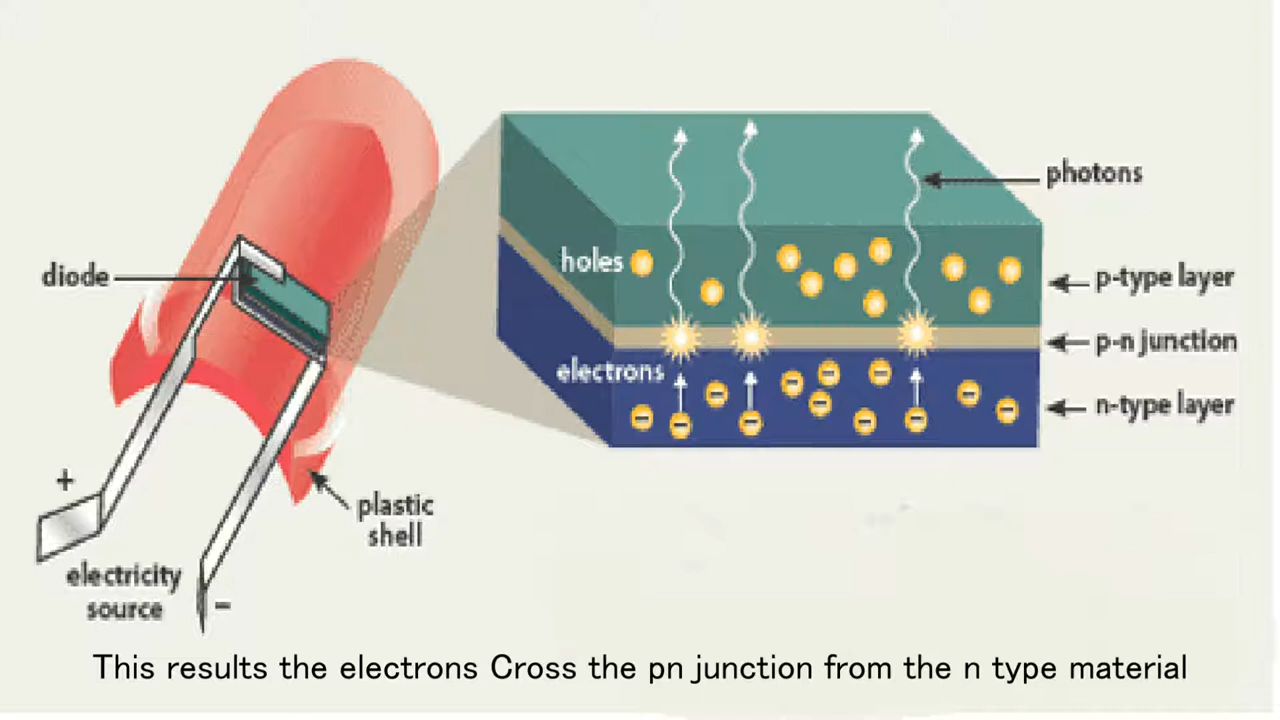 diode
+
electricity
source
-
plastic
shell
photons
holes
p-type layer
p-n junction
electrons
n-type layer
This results the electrons Cross the pn junction from the n type material